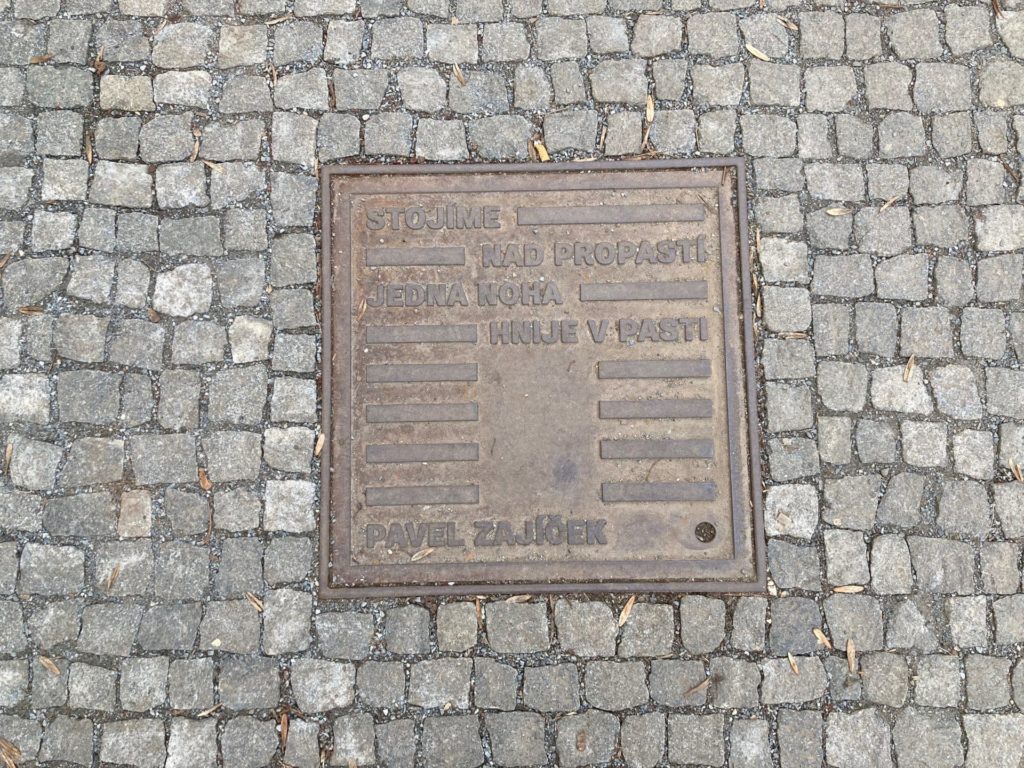 STOJÍME
NAD PROPASTÍ
JEDNA NOHA
HNIJE V PASTI
PAVEL ZAJÍČEK